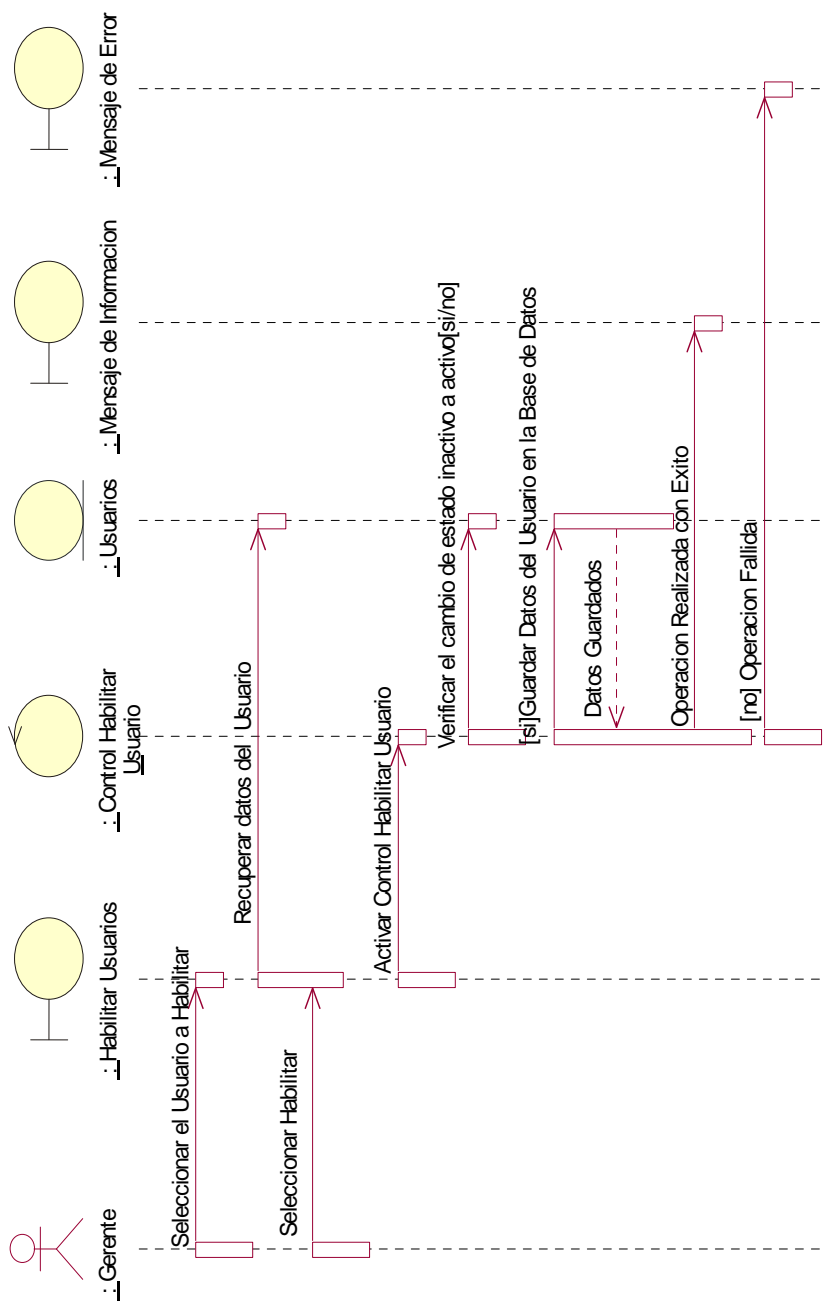 : Gerente
: Habilitar Usuarios
: Control Habilitar
Usuario
: Usuarios
: Mensaje de Informacion
: Mensaje de Error
Seleccionar el Usuario a Habilitar
Recuperar datos del Usuario
Seleccionar Habilitar
Activar Control Habilitar Usuario
Verificar el cambio de estado inactivo a activo[si/no]
[si]Guardar Datos del Usuario en la Base de Datos
Datos Guardados
Operacion Realizada con Exito
[no] Operacion Fallida